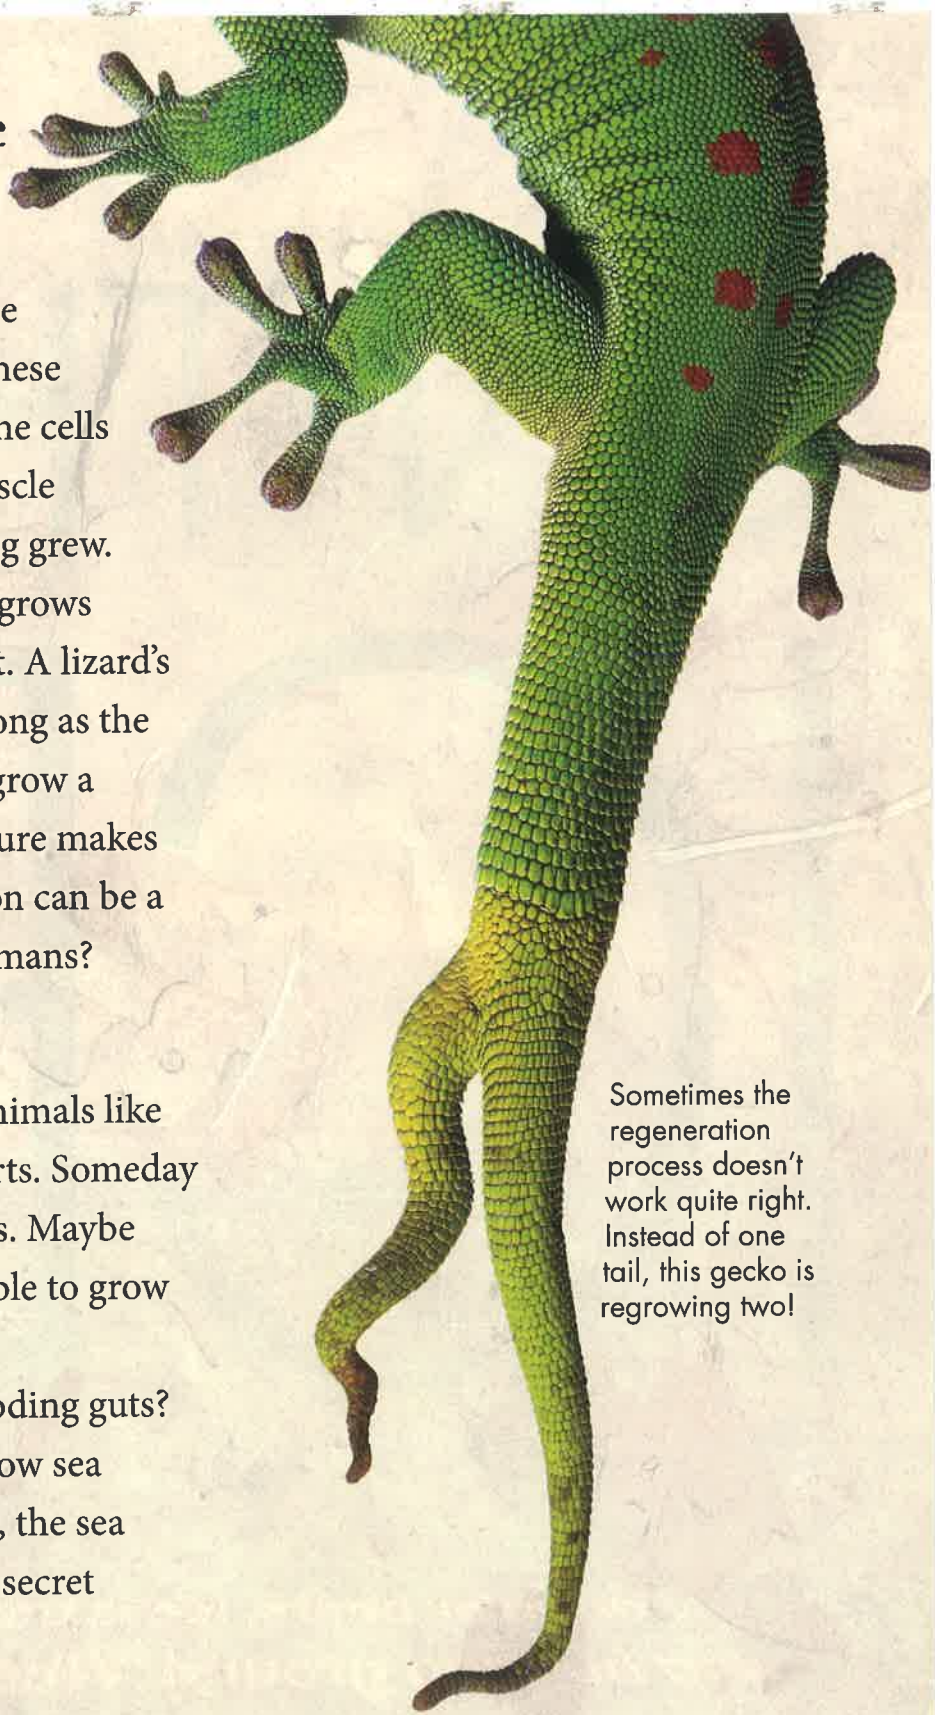 e
hese
he cells
scle
g grew.
grows
t. A lizard's
ong as the
grow a
ure makes
on can be a
mans?
nimals like
rts. Someday
s. Maybe
ble to grow
oding guts?
ow sea
, the sea
secret
Sometimes the
regeneration
process doesn't
work quite right.
Instead of one
tail, this gecko is
regrowing two!